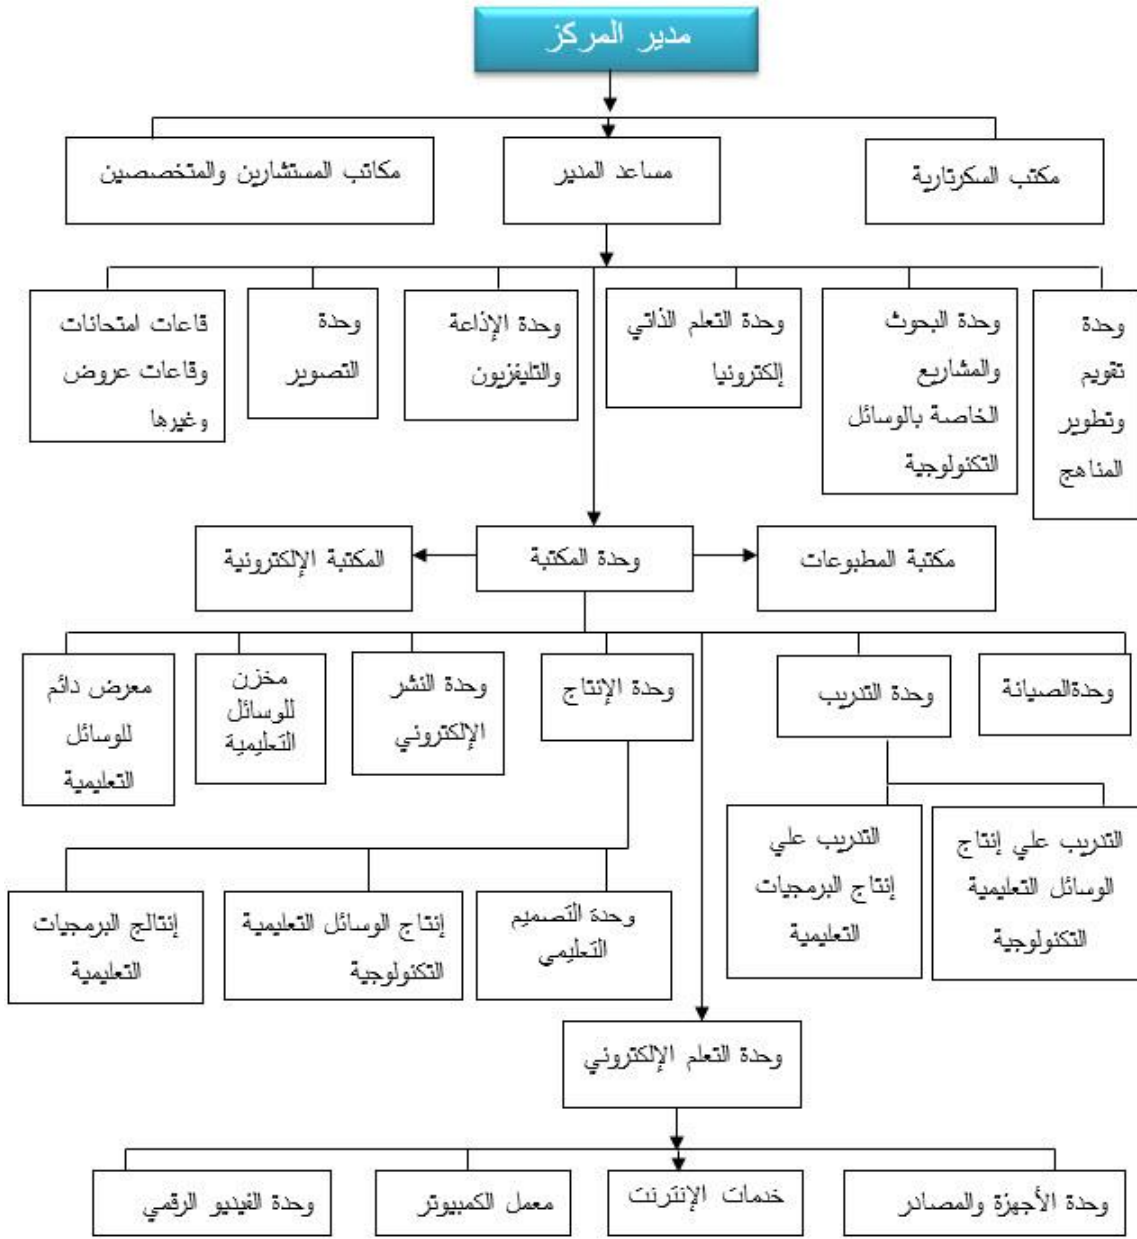 مدير المركز
مكتب السكرتارية
مساعد المدير
مكاتب المستشارين والمتخصصين
وحدة
تقويم
وتطوير
المناهج
وحدة البحوث
والمشاريع
الخاصة بالوسائل
التكنولوجية
وحدة التعلم الذاتي
إلكترونيا
وحدة الإذاعة
والتليفزيون
وحدة
التصوير
قاعات امتحانات
وقاعات عروض
وغيرها
مكتبة المطبوعات
وحدة المكتبة
المكتبة الإلكترونية
وحدةالصيانة
وحدة التدريب
وحدة الإنتاج
وحدة النشر
الإلكتروني
مخزن
للوسائل
التعليمية
معرض دائم
للوسائل
التعليمية
التدريب علي إنتاج
الوسائل التعليمية
التكنولوجية
التدريب علي
إنتاج البرمجيات
التعليمية
وحدة التصميم
التعليمي
إنتاج الوسائل التعليمية
التكنولوجية
إنتالج البرمجيات
التعليمية
وحدة التعلم الإلكتروني
وحدة الأجهزة والمصادر
خدمات الإنترنت
معمل الكمبيوتر
وحدة الفيديو الرقمي